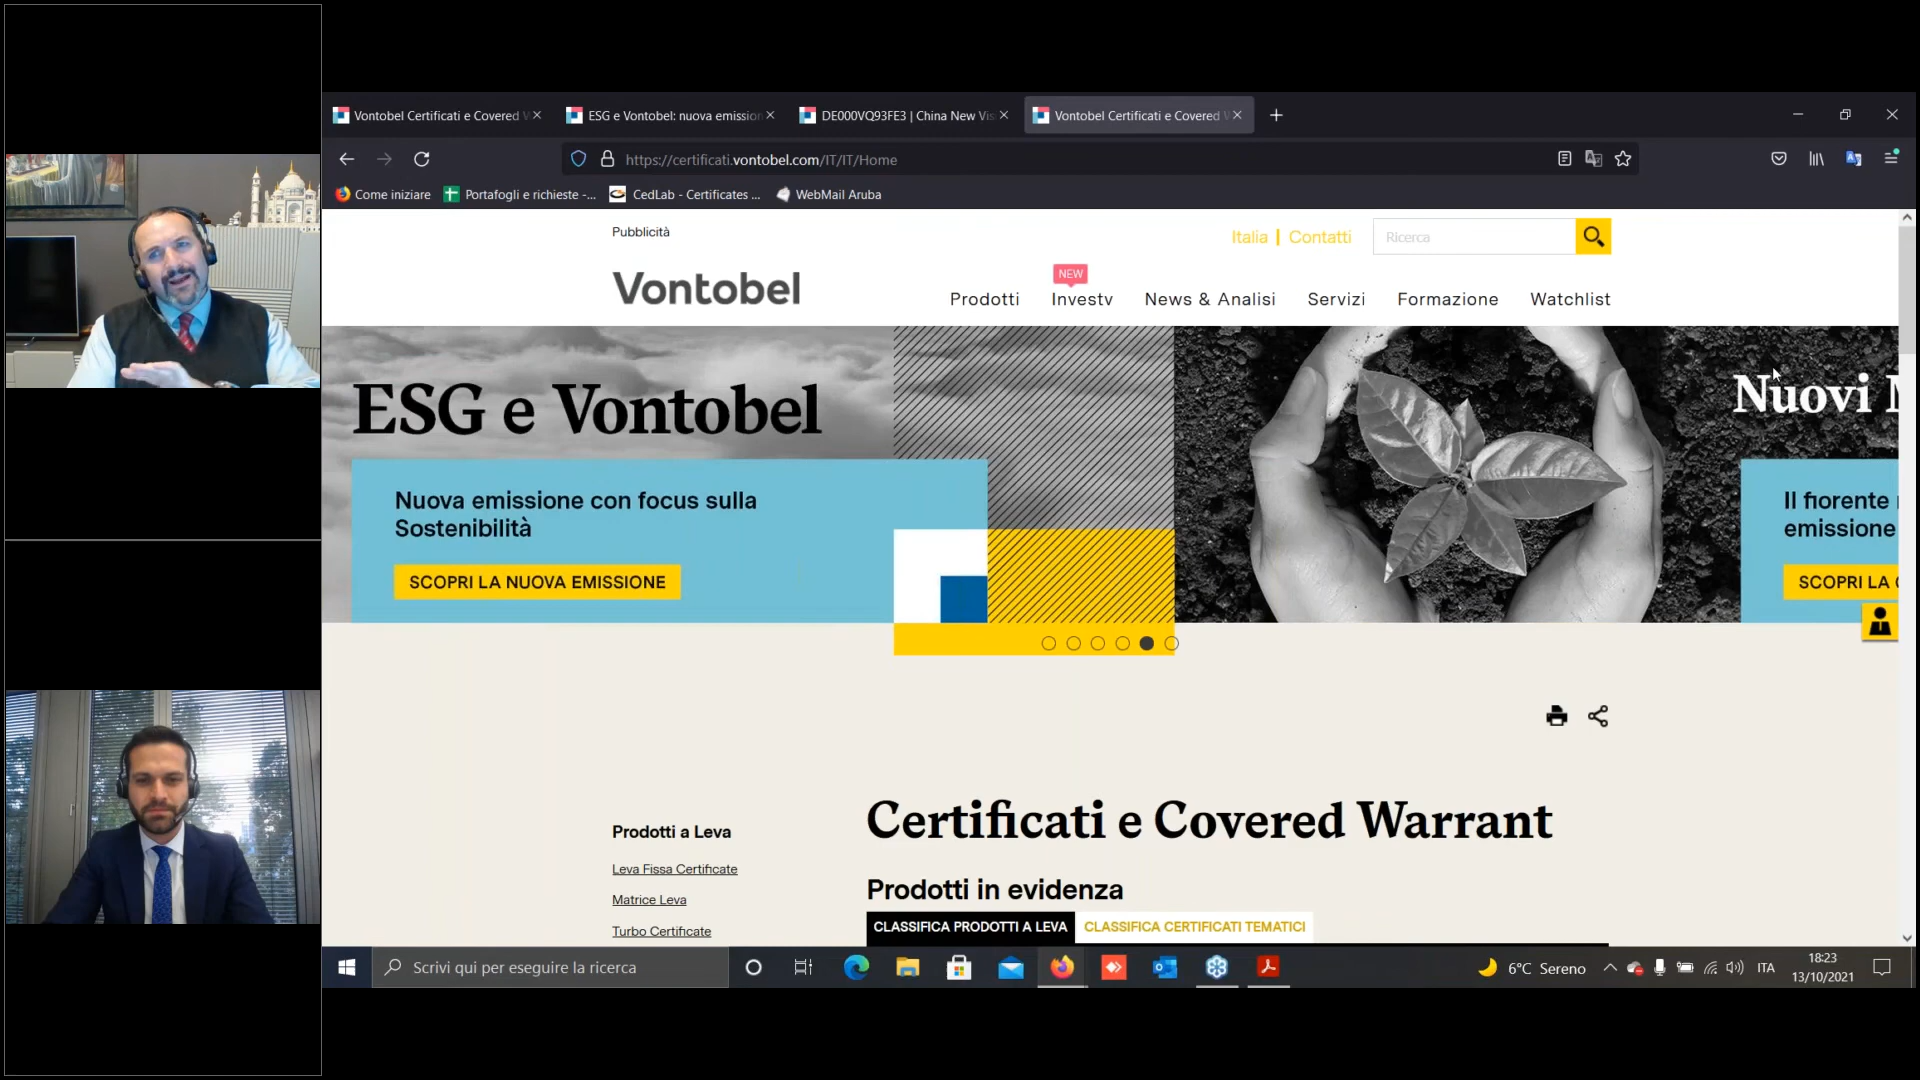 Vontobel Certificati e Covered
ESG e Vontobel: nuova emission
DE000VQ93FE3 | China New Vis
Vontobel Certificati e Covered
https://certificati.vontobel.com/IT/IT/Home
Come iniziare
Portafogli e richieste -...
CedLab - Certificates ...
WebMail Aruba
Pubblicità
Italia | Contatti
Ricerca
Vontobel
NEW
Prodotti
Investv
News & Analisi
Servizi
Formazione
Watchlist
ESG e Vontobel
Nuova emissione con focus sulla
Sostenibilità
SCOPRI LA NUOVA EMISSIONE
Nuovi
Il fiorente
emissione
SCOPRI LA
Certificati e Covered Warrant
Prodotti a Leva
Leva Fissa Certificate
Matrice Leva
Turbo Certificate
Prodotti in evidenza
CLASSIFICA PRODOTTI A LEVA
CLASSIFICA CERTIFICATI TEMATICI
Scrivi qui per eseguire la ricerca
6°C Sereno
ITA
18:23
13/10/2021